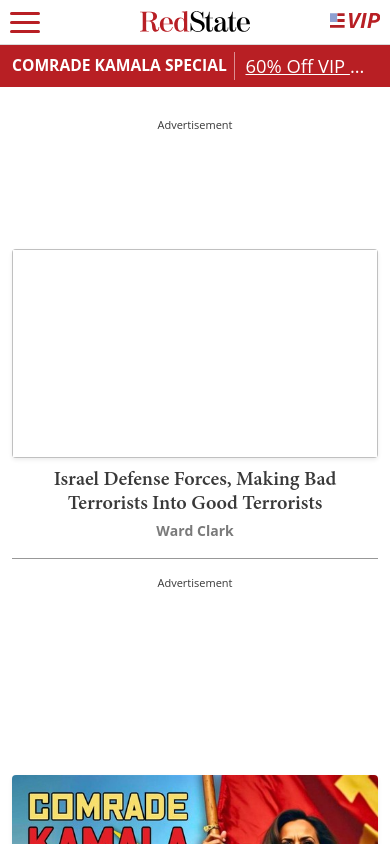 RedState
VIP
COMRADE KAMALA SPECIAL
60% Off VIP ...
Advertisement
Israel Defense Forces, Making Bad
Terrorists Into Good Terrorists
Ward Clark
Advertisement
COMRADE
KAMALA